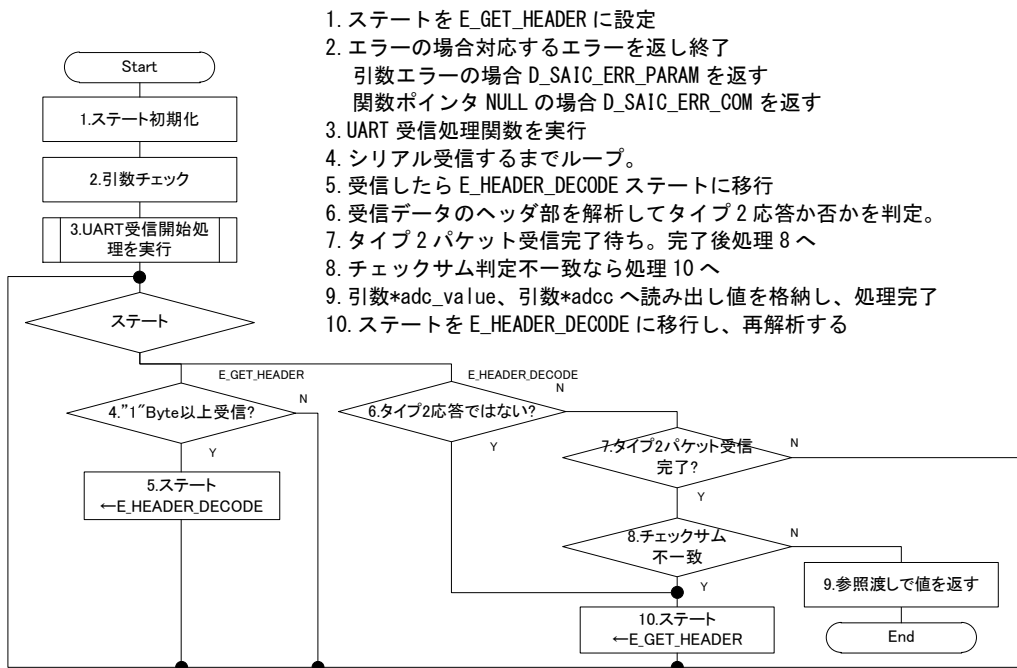 1. ステートを E_GET_HEADER に設定
2. エラーの場合対応するエラーを返し終了
引数エラーの場合 D_SAIC_ERR_PARAM を返す
関数ポインタ NULL の場合 D_SAIC_ERR_COM を返す
3. UART 受信処理関数を実行
4. シリアル受信するまでループ。
5. 受信したら E_HEADER_DECODE ステートに移行
6. 受信データのヘッダ部を解析してタイプ 2 応答か否かを判定。
7. タイプ 2 パケット受信完了待ち。完了後処理 8 へ
8. チェックサム判定不一致なら処理 10 へ
9. 引数*adc_value、引数*adcc へ読み出し値を格納し、処理完了
10. ステートを E_HEADER_DECODE に移行し、再解析する
Start
1.ステート初期化
2.引数チェック
3.UART受信開始処
理を実行
ステート
E_GET_HEADER
4."1"Byte以上受信?
N
Y
5.ステート
←E_HEADER_DECODE
E_HEADER_DECODE
N
6.タイプ2応答ではない?
Y
7.タイプ2パケット受信
完了?
N
Y
8.チェックサム
不一致
N
Y
9.参照渡しで値を返す
End
10.ステート
←E_GET_HEADER